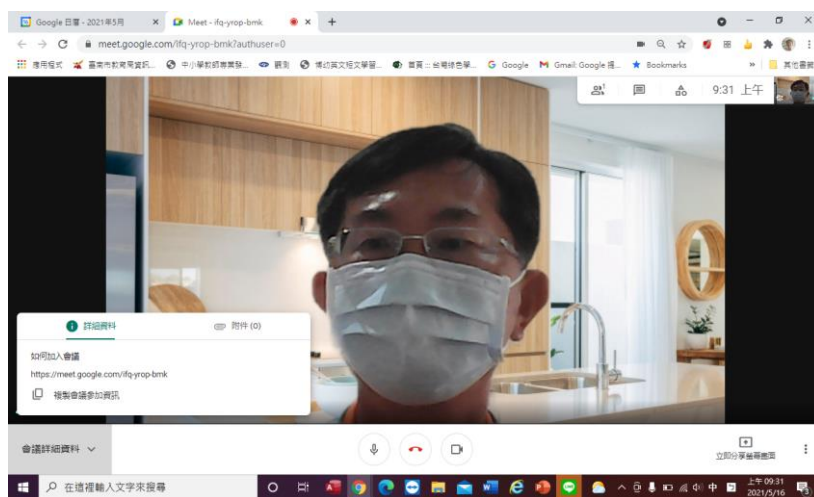 Google 日曆 - 2021年5月
Meet - ifq-yrop-bmk
meet.google.com/ifq-yrop-bmk?authuser=0
應用程式
臺南市教育局資訊...
中小學教師專業發...
觀測
博幼英文短文學習...
首頁 :: 台灣綠色學...
Google
Gmail: Google 提...
Bookmarks
»
其他書籤
9:31 上午
詳細資料
附件 (0)
如何加入會議
https://meet.google.com/ifq-yrop-bmk
複製會議參加資訊
會議詳細資料
立即分享螢幕畫面
在這裡輸入文字來搜尋
中
上午 09:31
2021/5/16